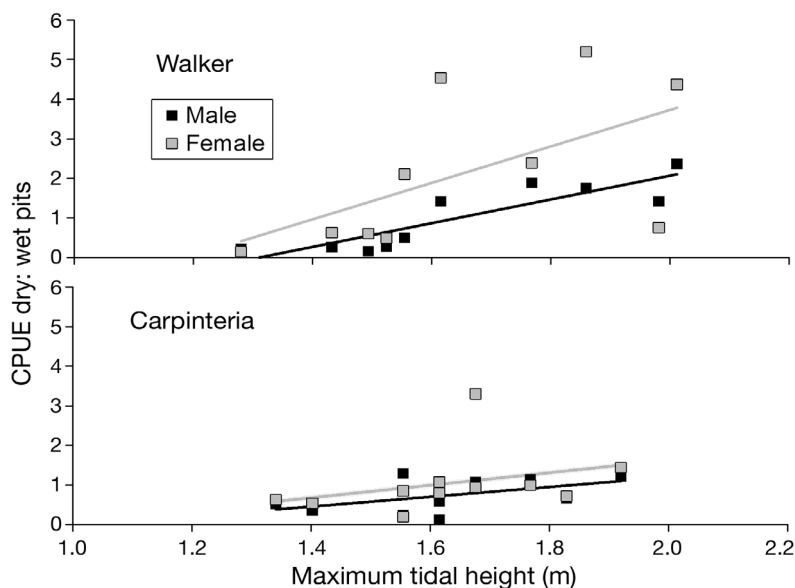 6
Walker
5
4
Male
Female
3
2
1
0
CPUE dry: wet pits
6
Carpinteria
5
4
3
2
1
0
1.0 1.2 1.4 1.6 1.8 2.0 2.2
Maximum tidal height (m)